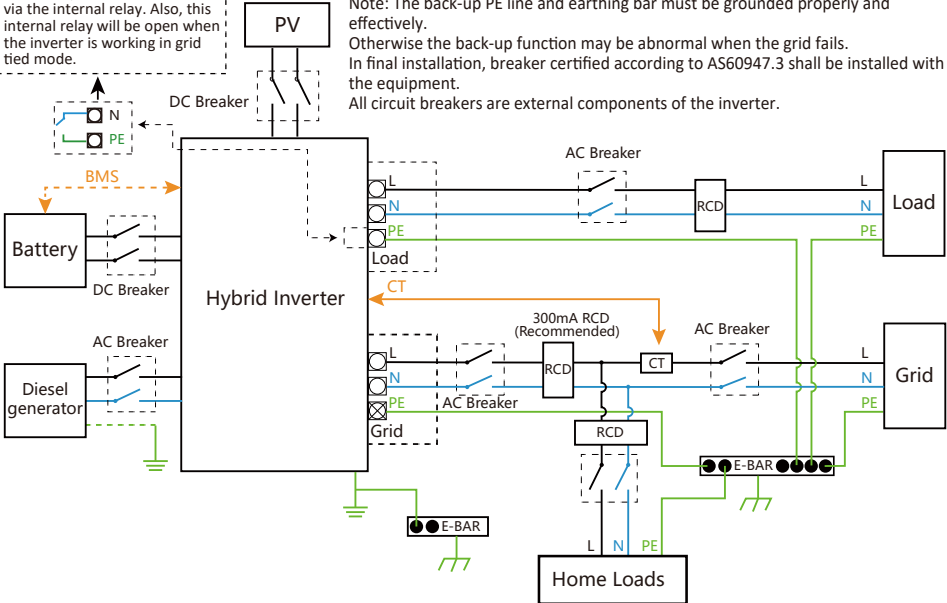 via the internal relay. Also, this
internal relay will be open when
the inverter is working in grid
tied mode.
PV
Note: The back-up PE line and earthing bar must be grounded properly and
effectively.
Otherwise the back-up function may be abnormal when the grid fails.
In final installation, breaker certified according to AS60947.3 shall be installed with
the equipment.
All circuit breakers are external components of the inverter.
DC Breaker
N
PE
BMS
Battery
DC Breaker
AC Breaker
Diesel
generator
Hybrid Inverter
L
N
PE
Load
AC Breaker
RCD
L
N
PE
Load
CT
300mA RCD
(Recommended)
AC Breaker
L
N
PE
Grid
AC Breaker
RCD
CT
L
N
PE
Grid
RCD
E-BAR
E-BAR
L
N
PE
Home Loads